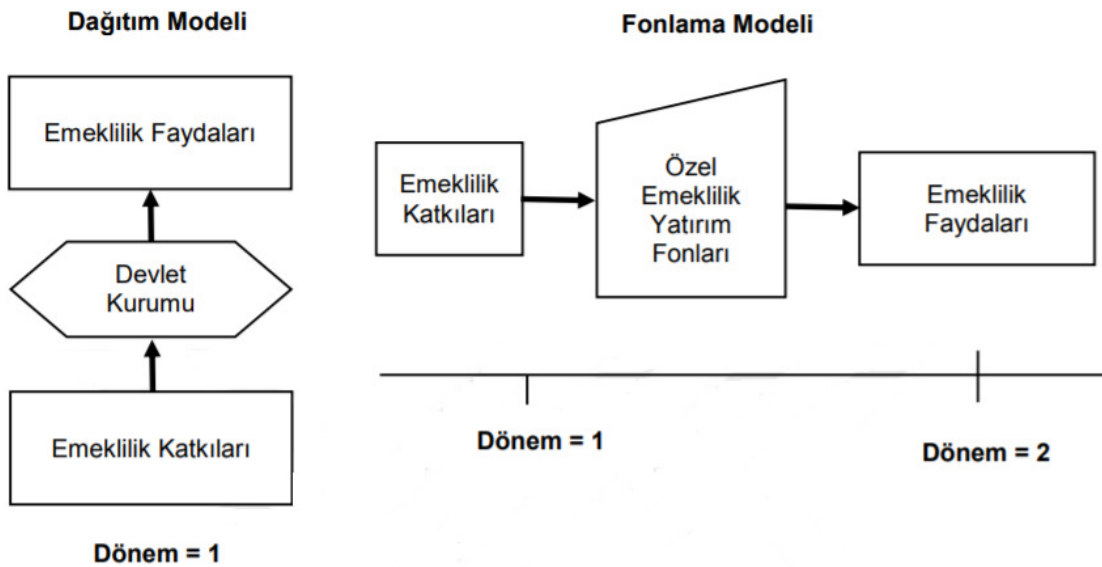 Dağıtım Modeli
Emeklilik Faydaları
Devlet
Kurumu
Emeklilik Katkıları
Dönem = 1
Fonlama Modeli
Emeklilik
Katkıları
Özel
Emeklilik
Yatırım
Fonları
Emeklilik
Faydaları
Dönem = 1
Dönem = 2